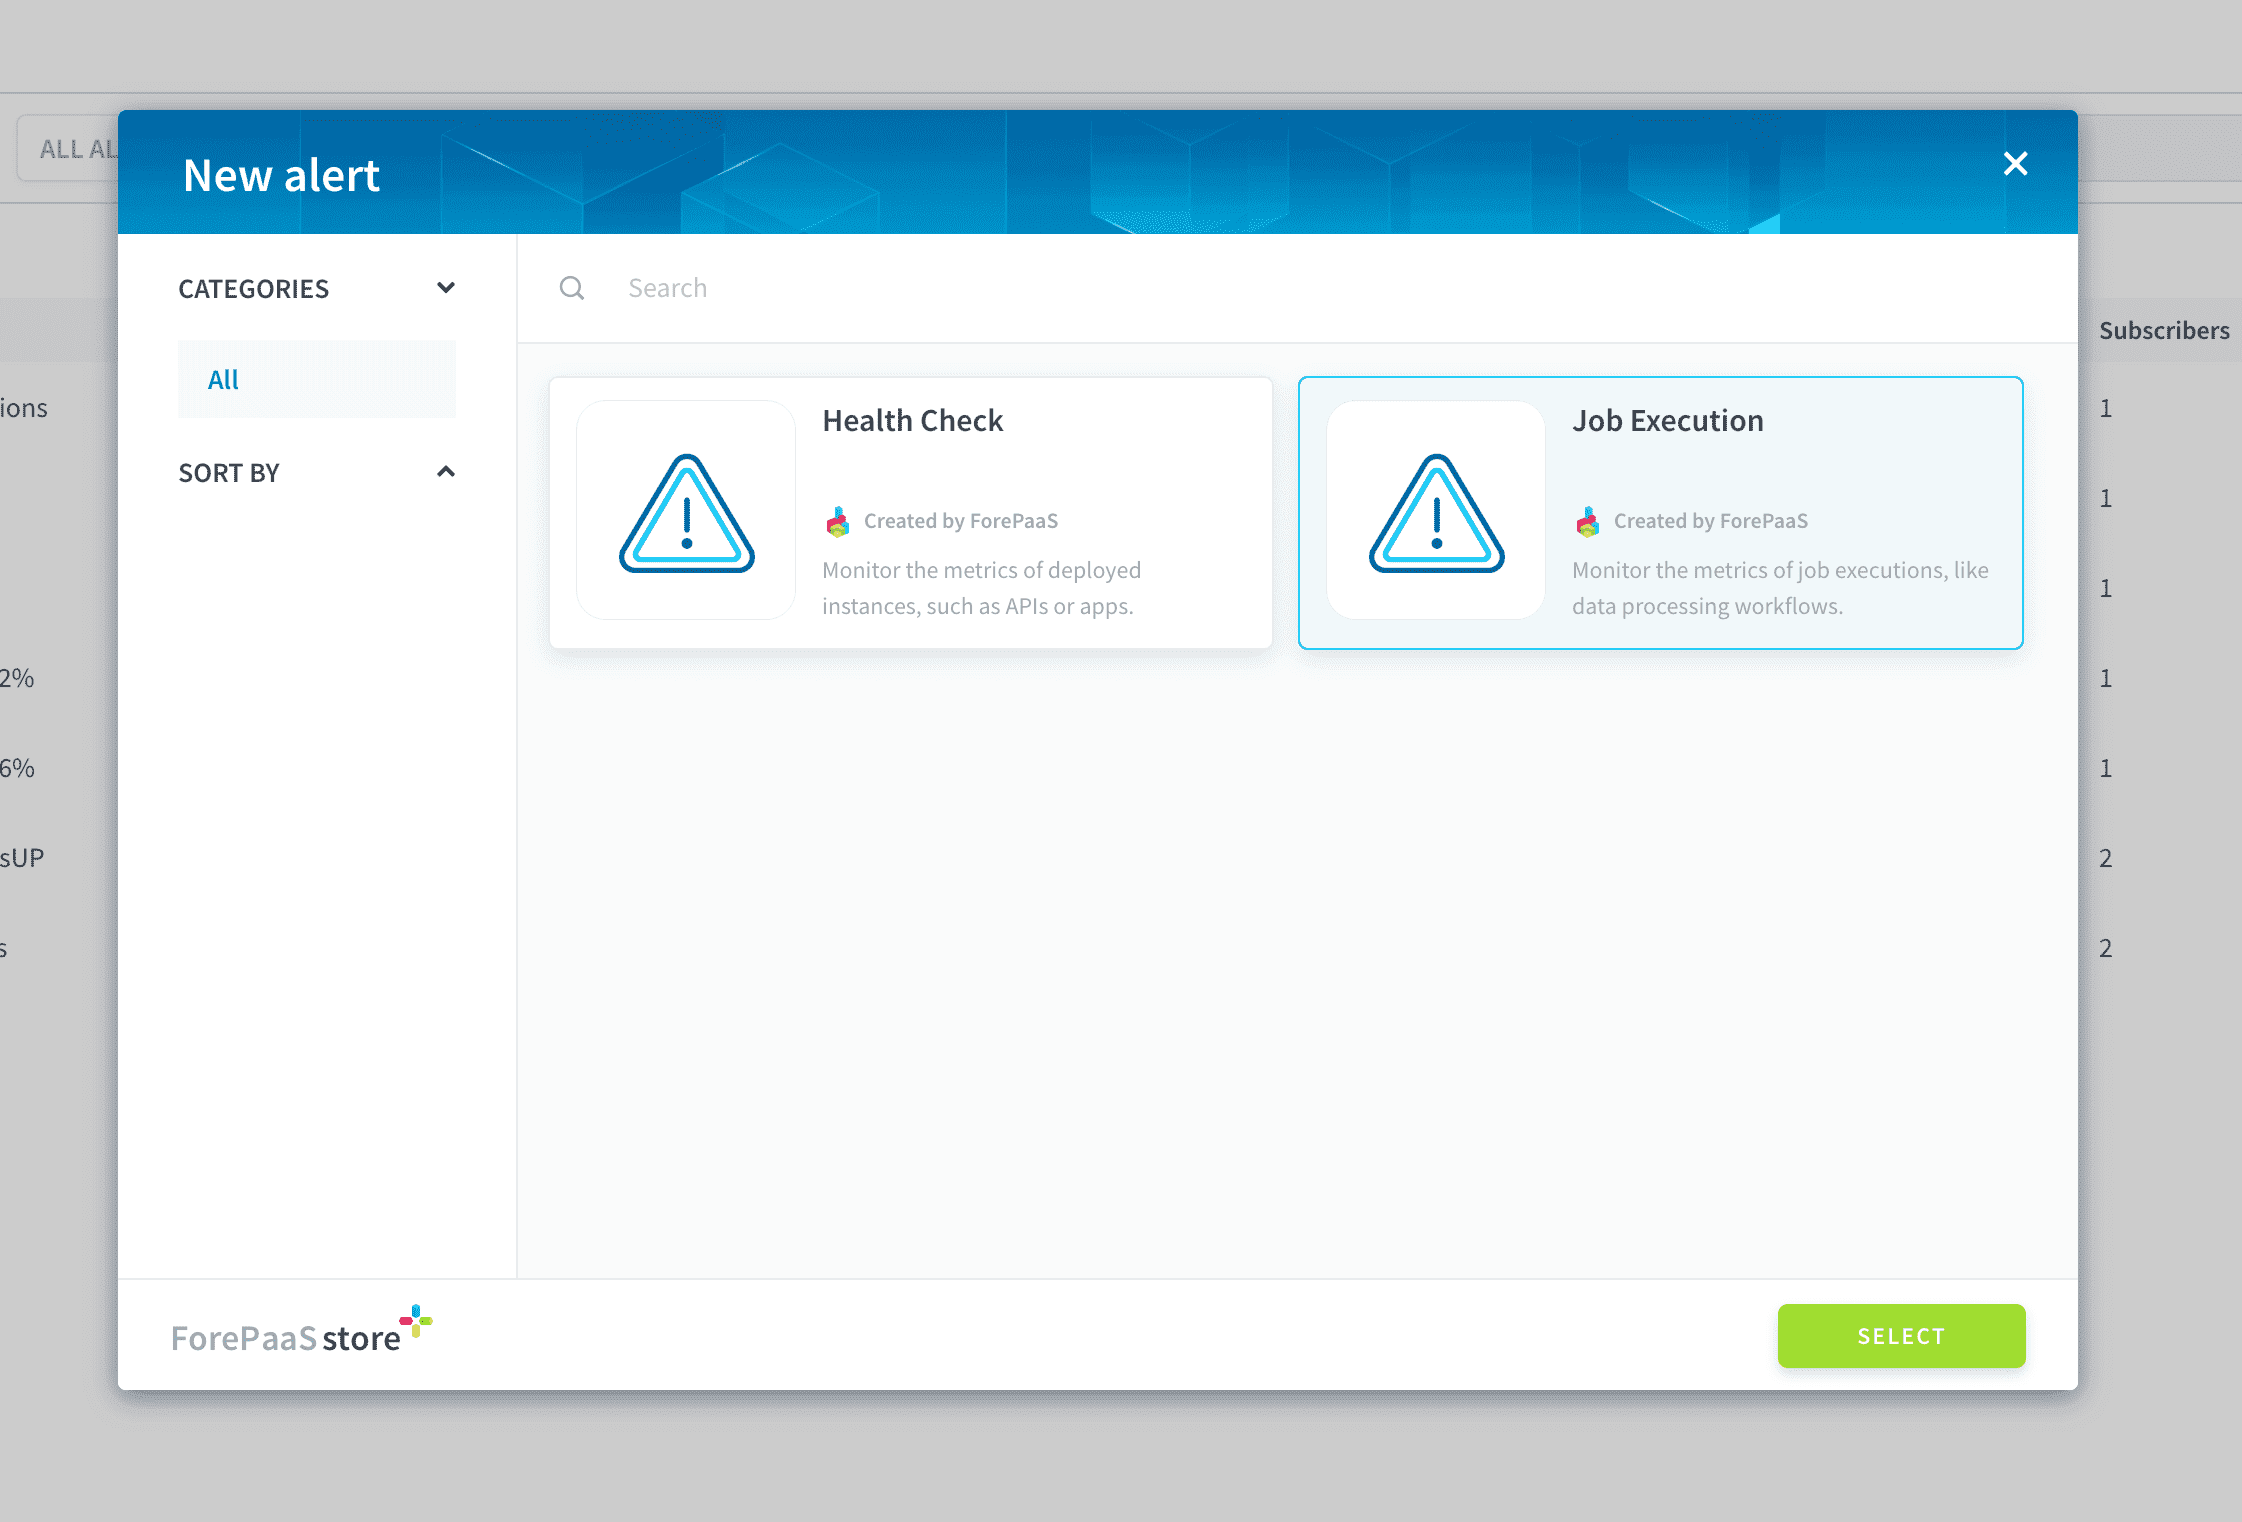 ALL AL
New alert
CATEGORIES
Search
All
SORT BY
Health Check
Created by ForePaaS
Monitor the metrics of deployed
instances, such as APIs or apps.
Job Execution
Created by ForePaaS
Monitor the metrics of job executions, like
data processing workflows.
Subscribers
ions
1
1
1
2%
1
6%
1
sUP
2
s
2
ForePaaS store
SELECT